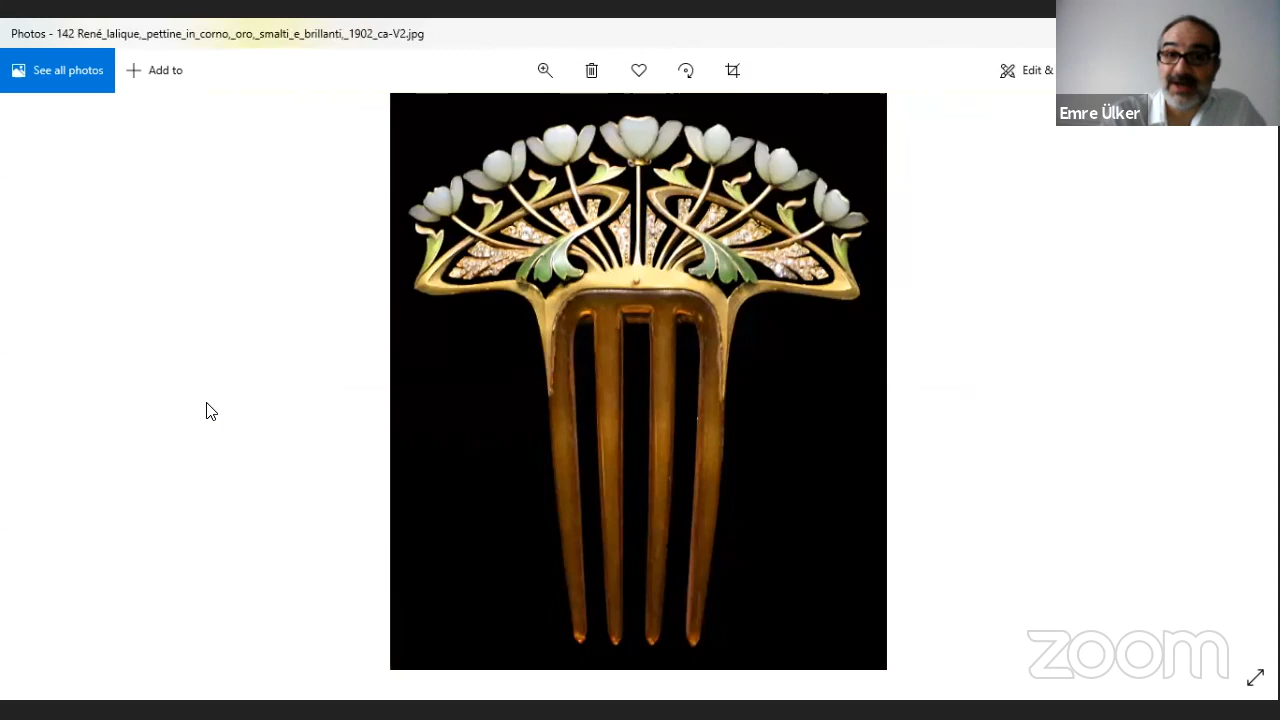 Photos - 142 René_lalique,_pettine_in_corno,_oro,_smalti_e_brillanti,_1902_ca-V2.jpg
See all photos
Add to
Edit &
Emre Ülker
zoom